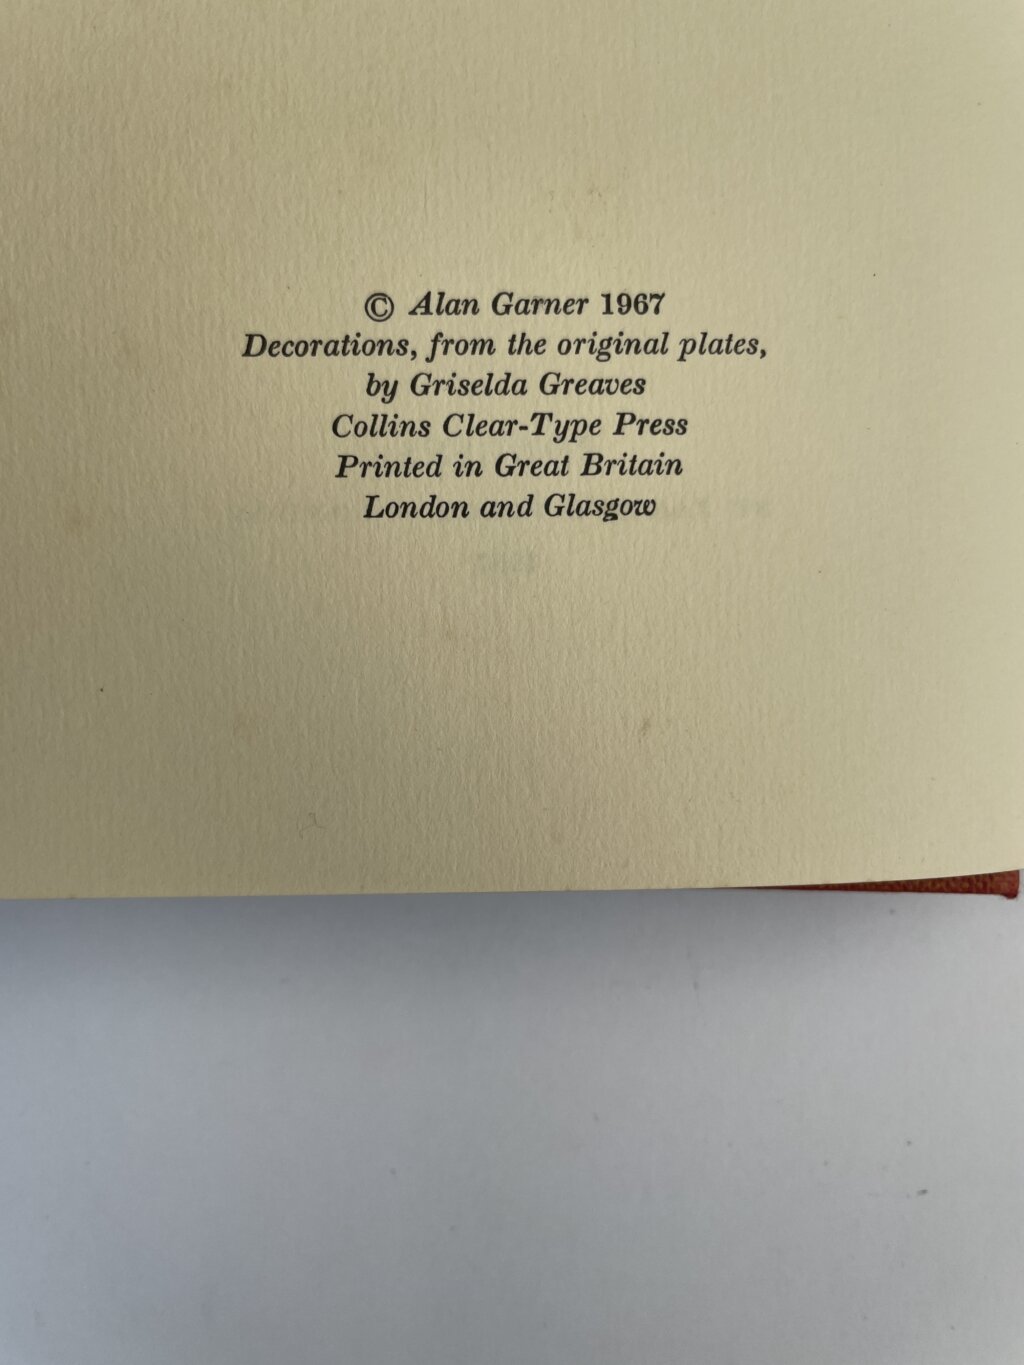 © Alan Garner 1967
Decorations, from the original plates,
by Griselda Greaves
Collins Clear-Type Press
Printed in Great Britain
London and Glasgow